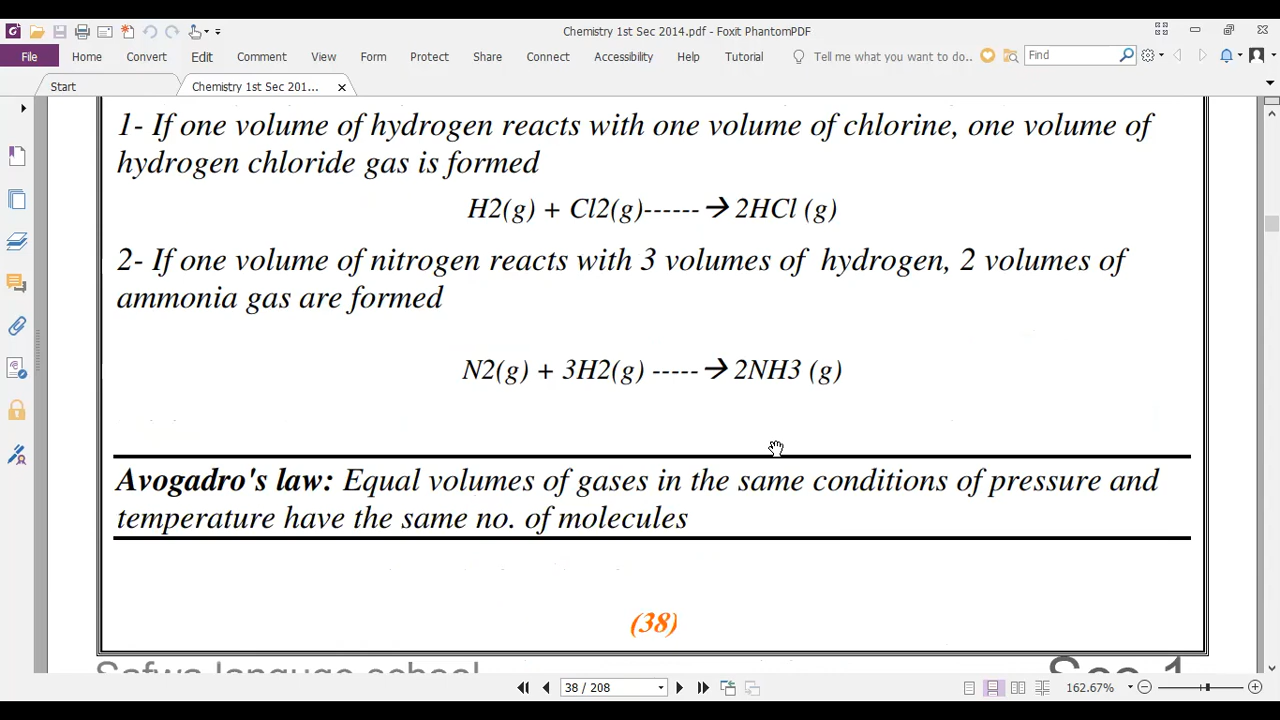 Chemistry 1st Sec 2014.pdf - Foxit PhantomPDF
File Home Convert Edit Comment View Form Protect Share Connect Accessibility Help Tutorial Tell me what you want to do.. Find
Start Chemistry 1st Sec 201...
1- If one volume of hydrogen reacts with one volume of chlorine, one volume of
hydrogen chloride gas is formed
H2(g) + Cl2(g)------→ 2HCl (g)
2- If one volume of nitrogen reacts with 3 volumes of hydrogen, 2 volumes of
ammonia gas are formed
N2(g) + 3H2(g) -----→ 2NH3 (g)
Avogadro's law: Equal volumes of gases in the same conditions of pressure and
temperature have the same no. of molecules
(38)
Safwa languge school Sec 1
38 / 208 162.67%